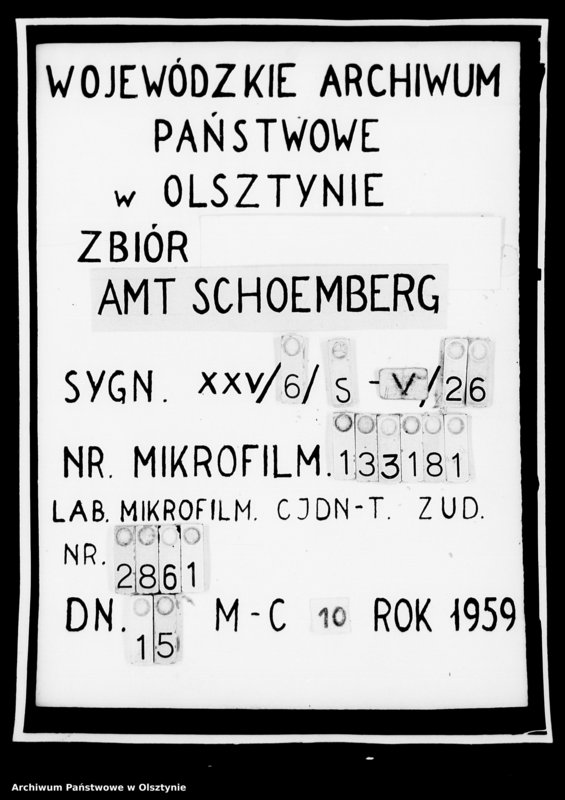 WOJEWÓDZKIE ARCHIWUM
PAŃSTWOWE
w OLSZTYNIE
ZBIÓR
AMT SCHOEMBERG
SYGN. XXV/6/S-V/26
NR. MIKROFILM. 133181
LAB. MIKROFILM. CJDN-T. ZUD.
NR. 2861
DN. 15 M-C 10 ROK 1959
Archiwum Państwowe w Olsztynie